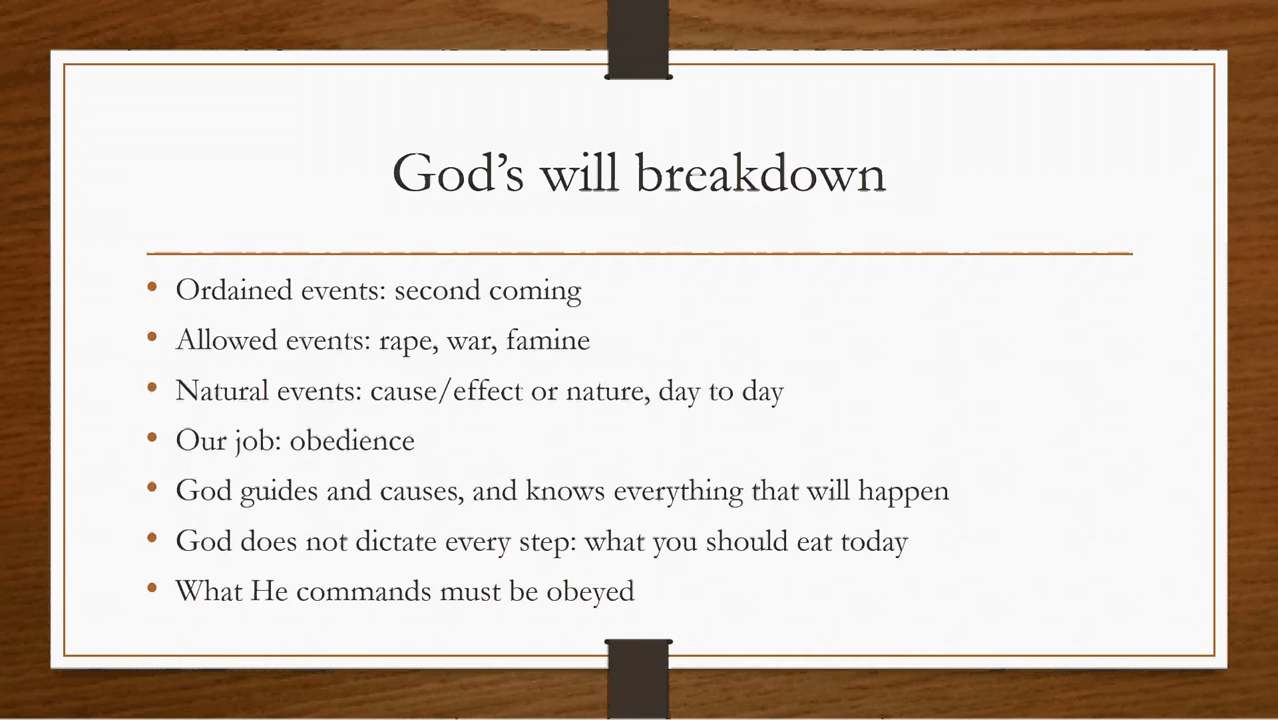 God’s will breakdown
• Ordained events: second coming
• Allowed events: rape, war, famine
• Natural events: cause/effect or nature, day to day
• Our job: obedience
• God guides and causes, and knows everything that will happen
• God does not dictate every step: what you should eat today
• What He commands must be obeyed